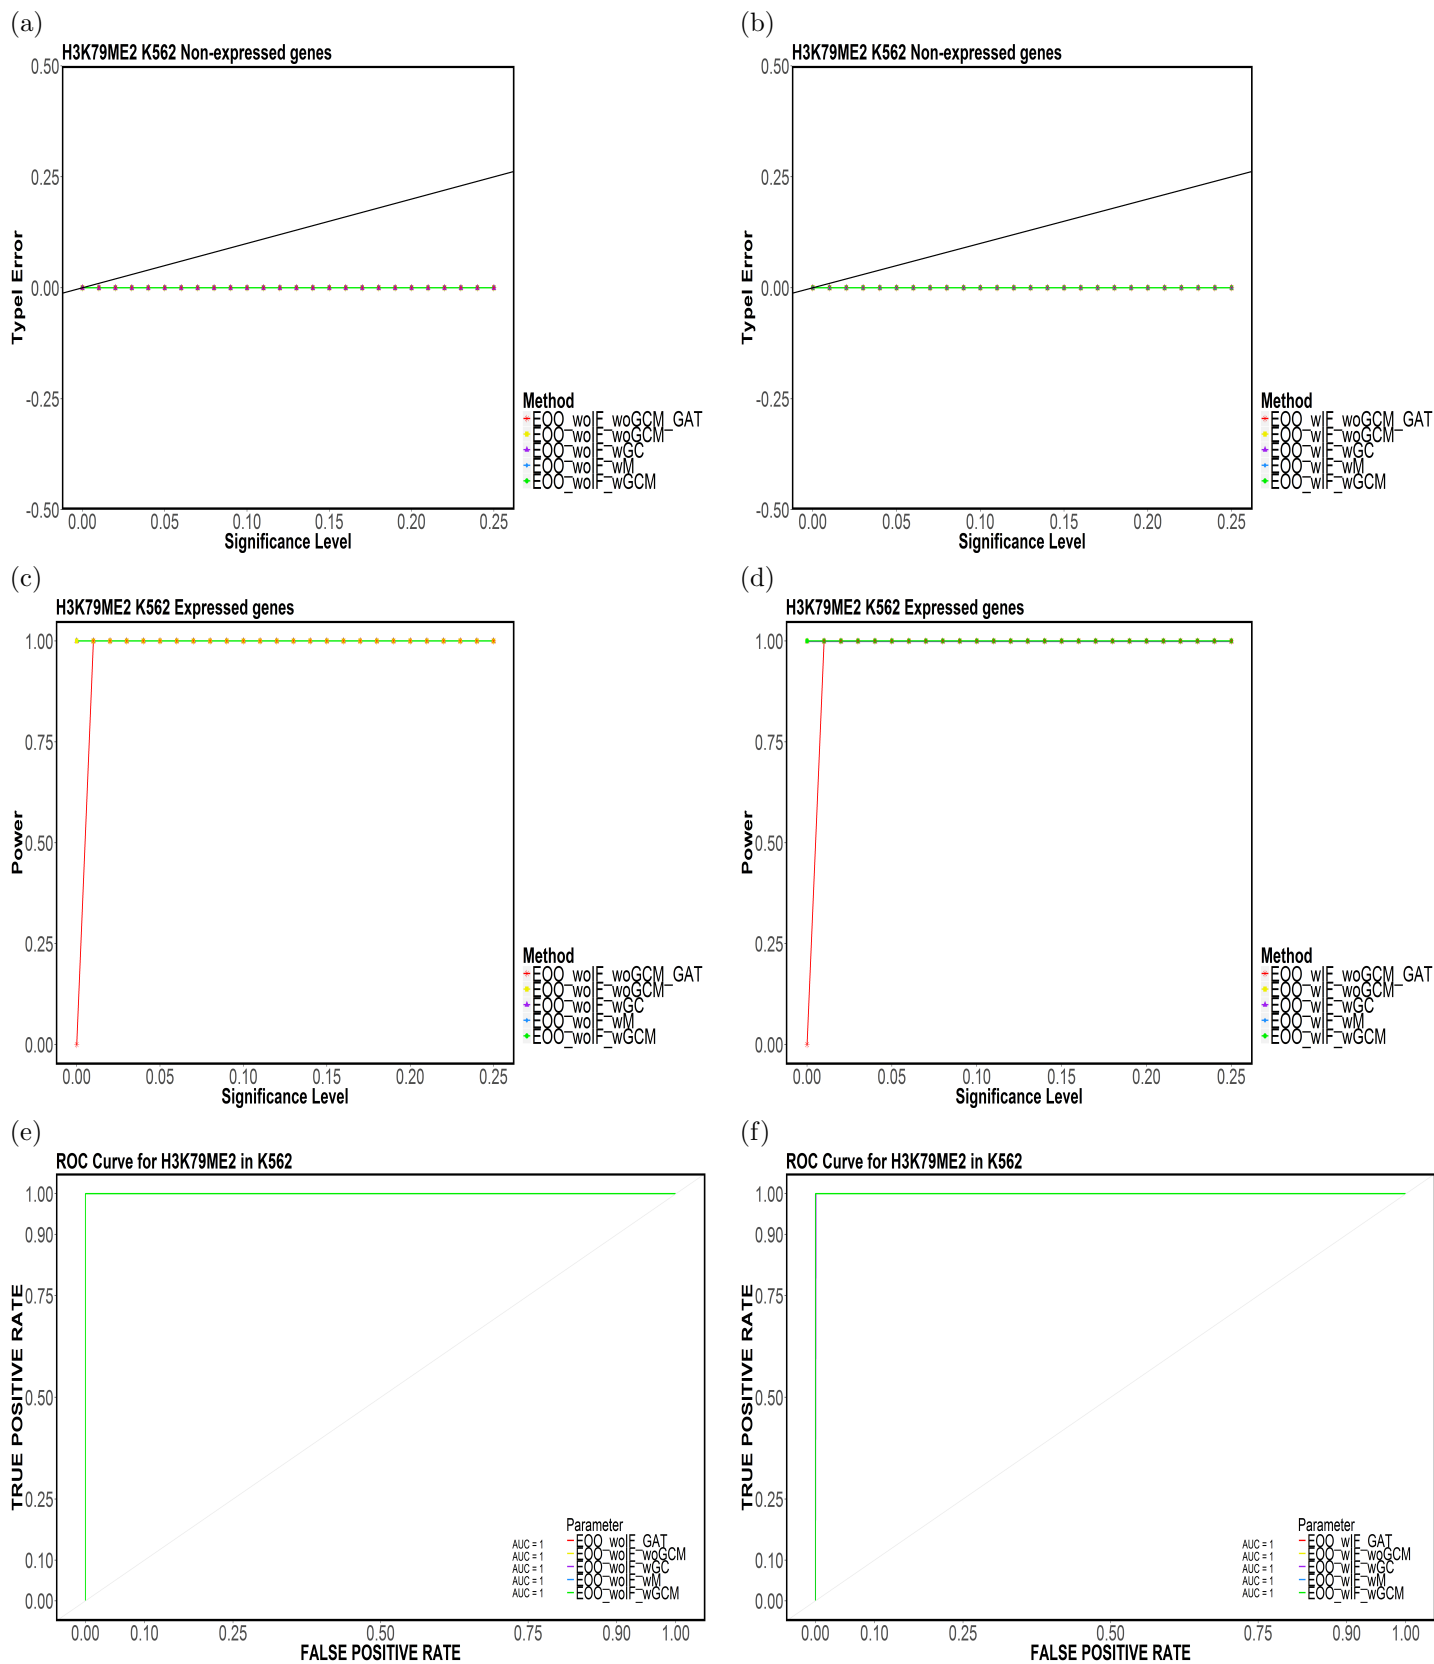 (a)
H3K79ME2 K562 Non-expressed genes
0.50
0.25
0.00
-0.25
-0.50
TypeI Error
0.00 0.05 0.10 0.15 0.20 0.25
Significance Level
Method
EOO_woIF_woGCM_GAT
EOO_woIF_woGCM
EOO_woIF_wGC
EOO_woIF_wM
EOO_woIF_wGCM
(b)
H3K79ME2 K562 Non-expressed genes
0.50
0.25
0.00
-0.25
-0.50
TypeI Error
0.00 0.05 0.10 0.15 0.20 0.25
Significance Level
Method
EOO_wIF_woGCM_GAT
EOO_wIF_woGCM
EOO_wIF_wGC
EOO_wIF_wM
EOO_wIF_wGCM
(c)
H3K79ME2 K562 Expressed genes
1.00
0.75
0.50
0.25
0.00
Power
0.00 0.05 0.10 0.15 0.20 0.25
Significance Level
Method
EOO_woIF_woGCM_GAT
EOO_woIF_woGCM
EOO_woIF_wGC
EOO_woIF_wM
EOO_woIF_wGCM
(d)
H3K79ME2 K562 Expressed genes
1.00
0.75
0.50
0.25
0.00
Power
0.00 0.05 0.10 0.15 0.20 0.25
Significance Level
Method
EOO_wIF_woGCM_GAT
EOO_wIF_woGCM
EOO_wIF_wGC
EOO_wIF_wM
EOO_wIF_wGCM
(e)
ROC Curve for H3K79ME2 in K562
1.00
0.90
0.75
0.50
0.25
0.10
0.00
TRUE POSITIVE RATE
Parameter
AUC = 1 EOO_woIF_GAT
AUC = 1 EOO_woIF_woGCM
AUC = 1 EOO_woIF_wGC
AUC = 1 EOO_woIF_wM
AUC = 1 EOO_woIF_wGCM
0.00 0.10 0.25 0.50 0.75 0.90 1.00
FALSE POSITIVE RATE
(f)
ROC Curve for H3K79ME2 in K562
1.00
0.90
0.75
0.50
0.25
0.10
0.00
TRUE POSITIVE RATE
Parameter
AUC = 1 EOO_wIF_GAT
AUC = 1 EOO_wIF_woGCM
AUC = 1 EOO_wIF_wGC
AUC = 1 EOO_wIF_wM
AUC = 1 EOO_wIF_wGCM
0.00 0.10 0.25 0.50 0.75 0.90 1.00
FALSE POSITIVE RATE